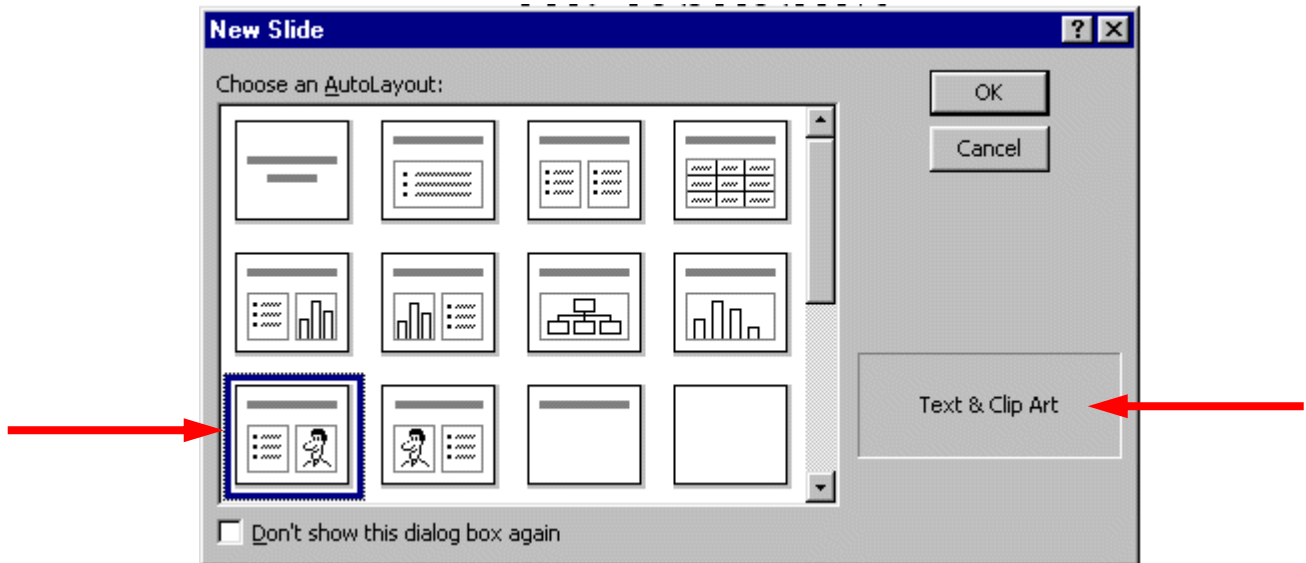 New Slide
Choose an AutoLayout:
OK
Cancel
Text & Clip Art
Don't show this dialog box again